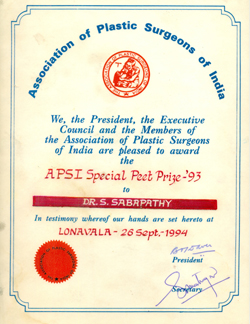 Association of Plastic Surgeons of India
We, the President, the Executive
Council and the Members of
the Association of Plastic Surgeons
of India are pleased to award
the
APSI Special Peet Prize-'93
to
DR. S. SABAPATHY
In testimony whereof our hands are set hereto at
LONAVALA - 26 Sept.-1994
President
Secretary